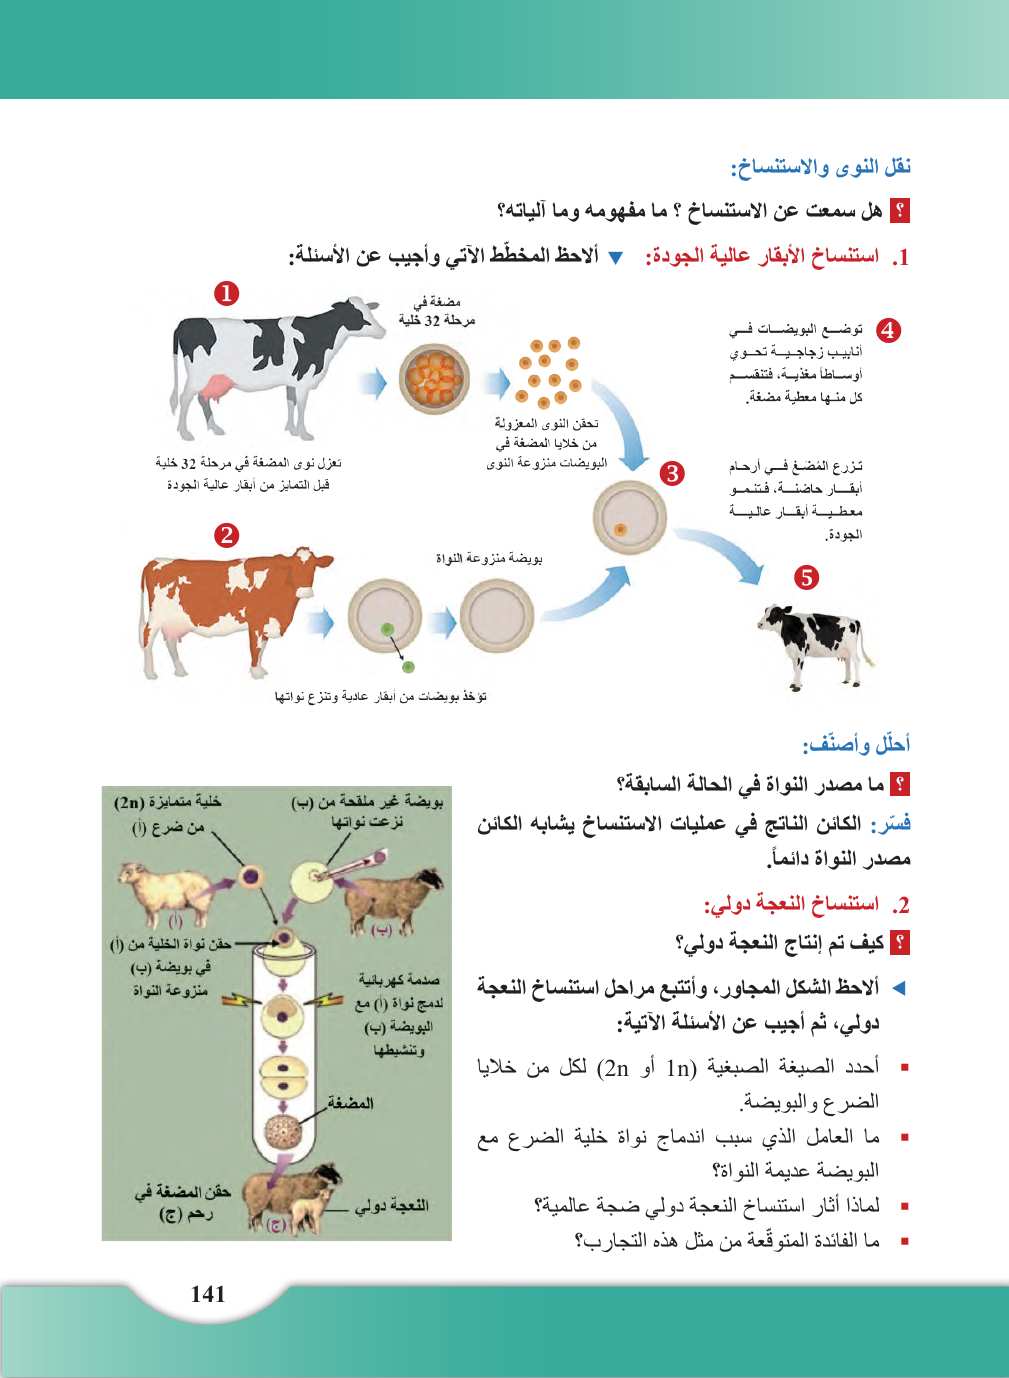 نقل النوى والاستنساخ:
؟ هل سمعت عن الاستنساخ ؟ ما مفهومه وما آلياته؟
1. استنساخ الأبقار عالية الجودة: ▼ ألاحظ المخطّط الآتي وأجيب عن الأسئلة:
1
مضغة في
مرحلة 32 خلية
تعزل نوى المضغة في مرحلة 32 خلية
قبل التمايز من أبقار عالية الجودة
تحقن النوى المعزولة
من خلايا المضغة في
البويضات منزوعة النوى
2
بويضة منزوعة النواة
تؤخذ بويضات من أبقار عادية وتنزع نواتها
3
4
توضع البويضات في
أنابيب زجاجية تحوي
أوساطاً مغذية، فتنقسم
كل منها معطية مضغة.
تزرع المُضَغ في أرحام
أبقار حاضنة، فتنمو
معطية أبقار عالية
الجودة.
5
أحلّل وأصنّف:
؟ ما مصدر النواة في الحالة السابقة؟
فسّر: الكائن الناتج في عمليات الاستنساخ يشابه الكائن
مصدر النواة دائماً.
2. استنساخ النعجة دولي:
؟ كيف تم إنتاج النعجة دولي؟
◄ ألاحظ الشكل المجاور، وأتتبع مراحل استنساخ النعجة
دولي، ثم أجيب عن الأسئلة الآتية:
▪ أحدد الصيغة الصبغية (1n أو 2n) لكل من خلايا
الضرع والبويضة.
▪ ما العامل الذي سبب اندماج نواة خلية الضرع مع
البويضة عديمة النواة؟
▪ لماذا أثار استنساخ النعجة دولي ضجة عالمية؟
▪ ما الفائدة المتوقّعة من مثل هذه التجارب؟
بويضة غير ملقحة من (ب)
نزعت نواتها
خلية متمايزة (2n)
من ضرع (أ)
(أ)
(ب)
حقن نواة الخلية من (أ)
في بويضة (ب)
منزوعة النواة
صدمة كهربائية
لدمج نواة (أ) مع
البويضة (ب)
وتنشيطها
المضغة
حقن المضغة في
رحم (ج)
(ج)
النعجة دولي
141